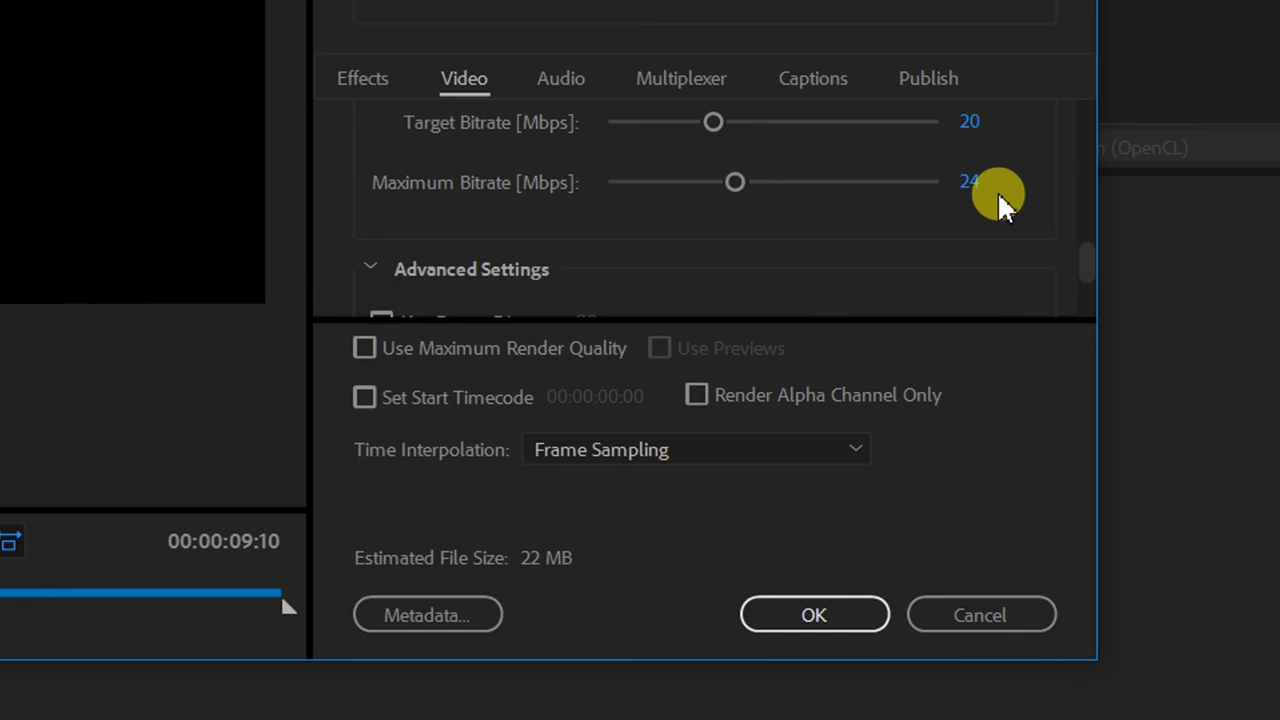 Effects Video Audio Multiplexer Captions Publish
Target Bitrate [Mbps]: 20
n (OpenCL)
Maximum Bitrate [Mbps]: 24
Advanced Settings
Use Maximum Render Quality Use Previews
Set Start Timecode 00:00:00:00 Render Alpha Channel Only
Time Interpolation: Frame Sampling
00:00:09:10
Estimated File Size: 22 MB
Metadata... OK Cancel